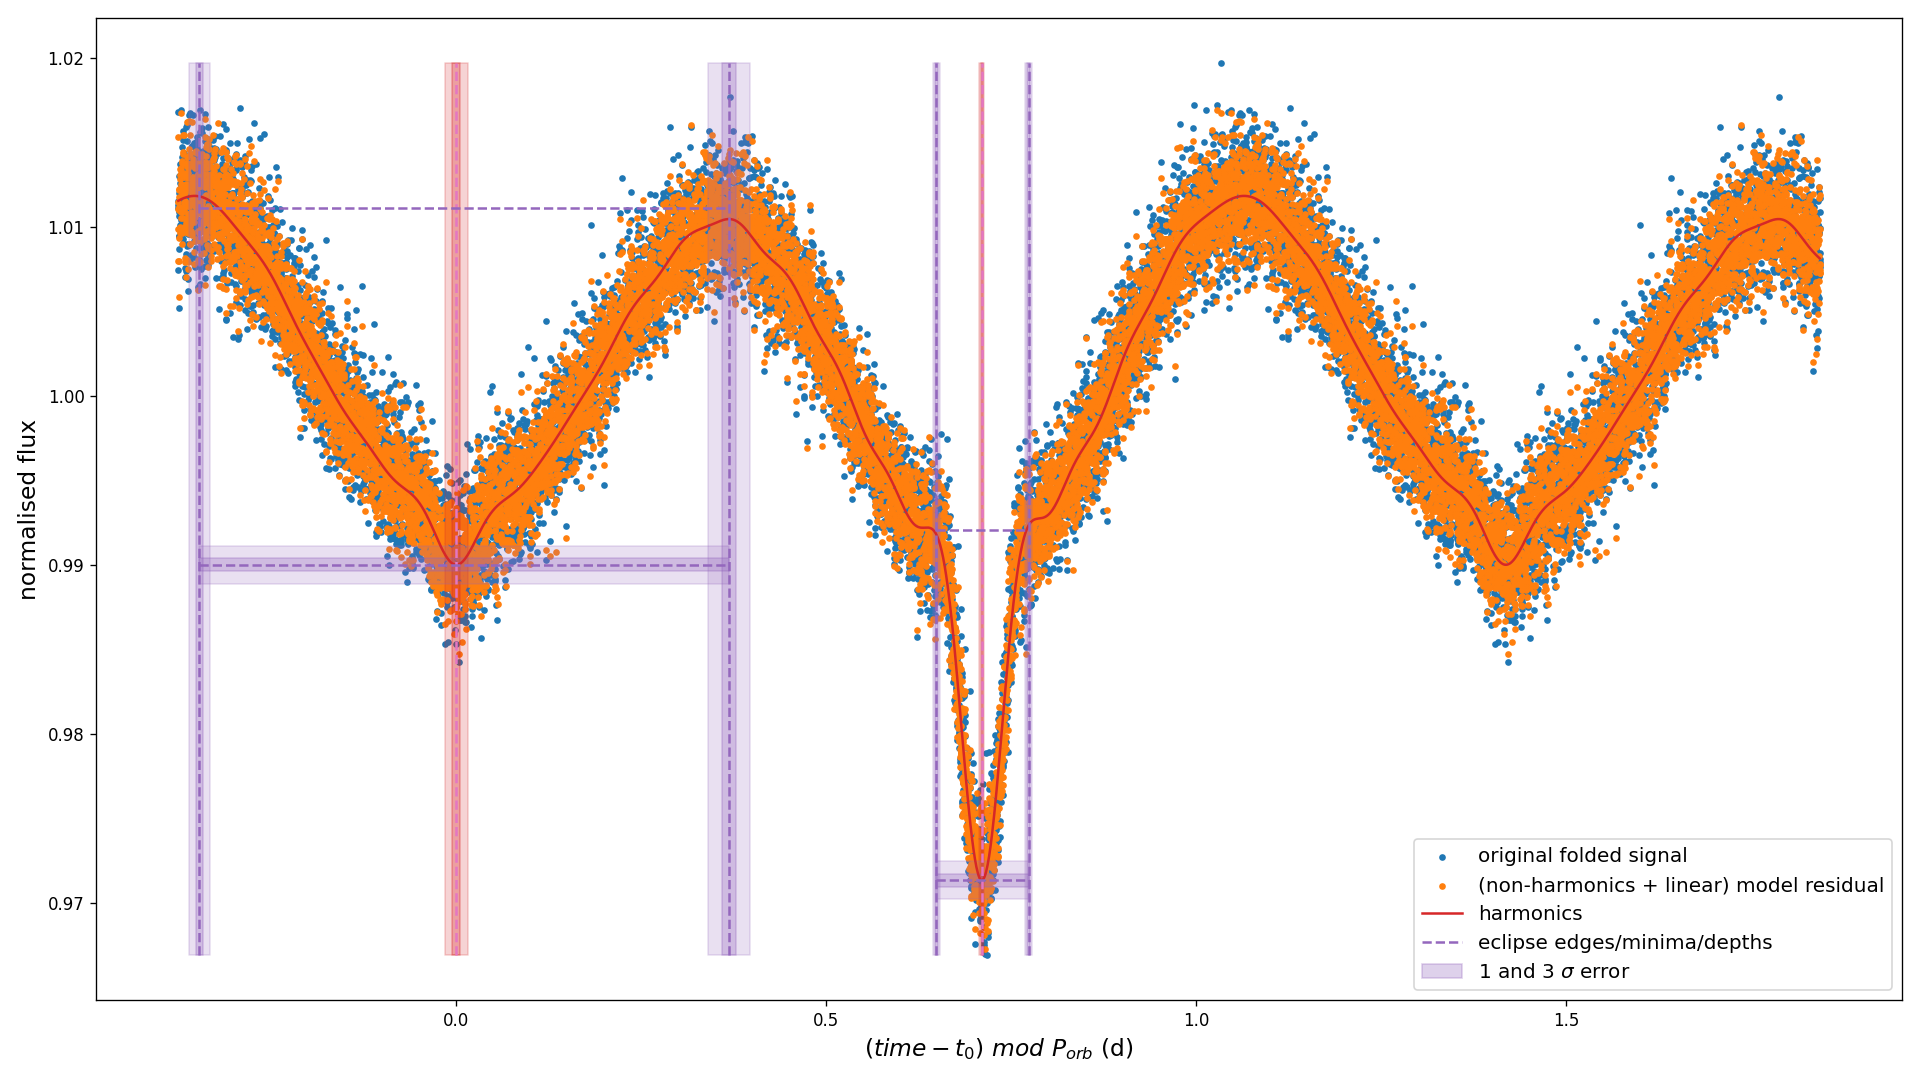 1.02
1.01
1.00
0.99
0.98
0.97
normalised flux
0.0 0.5 1.0 1.5
(time − t₀) mod P_orb (d)
original folded signal
(non-harmonics + linear) model residual
harmonics
eclipse edges/minima/depths
1 and 3 σ error